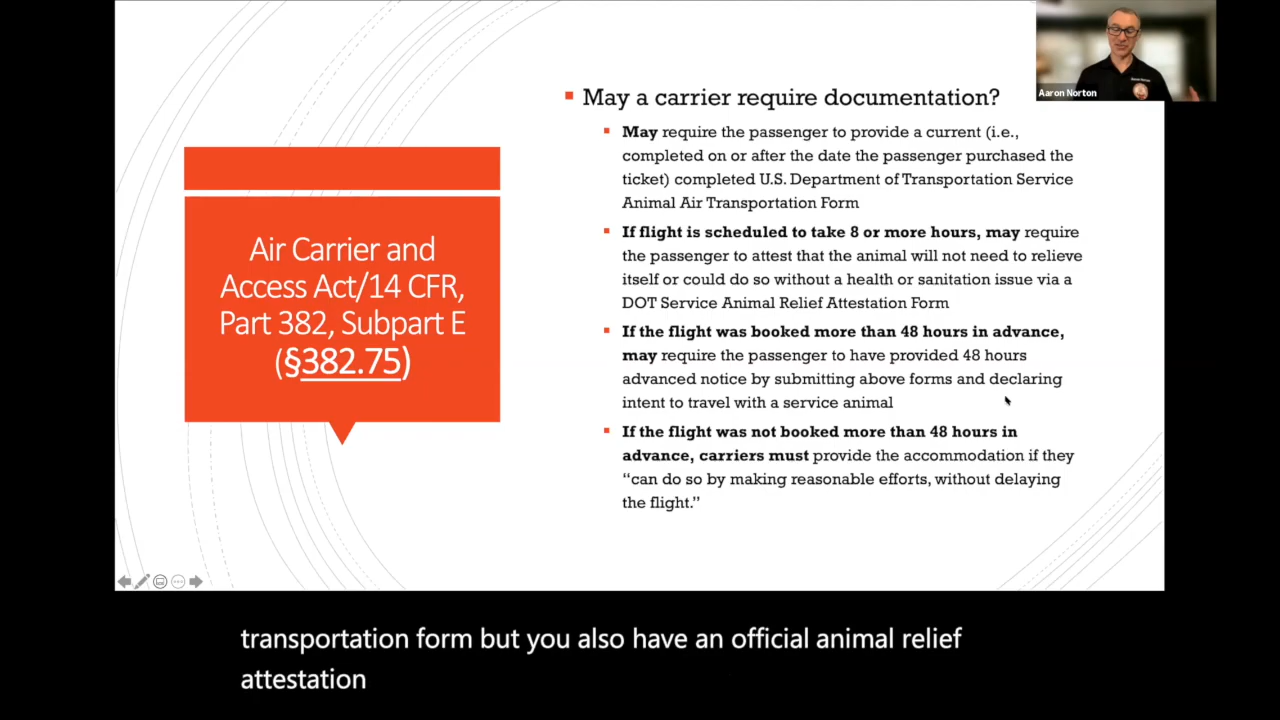 Aaron Norton
May a carrier require documentation?
May require the passenger to provide a current (i.e.,
completed on or after the date the passenger purchased the
ticket) completed U.S. Department of Transportation Service
Animal Air Transportation Form
If flight is scheduled to take 8 or more hours, may require
the passenger to attest that the animal will not need to relieve
itself or could do so without a health or sanitation issue via a
DOT Service Animal Relief Attestation Form
If the flight was booked more than 48 hours in advance,
may require the passenger to have provided 48 hours
advanced notice by submitting above forms and declaring
intent to travel with a service animal
If the flight was not booked more than 48 hours in
advance, carriers must provide the accommodation if they
“can do so by making reasonable efforts, without delaying
the flight.”
Air Carrier and
Access Act/14 CFR,
Part 382, Subpart E
(§382.75)
transportation form but you also have an official animal relief
attestation